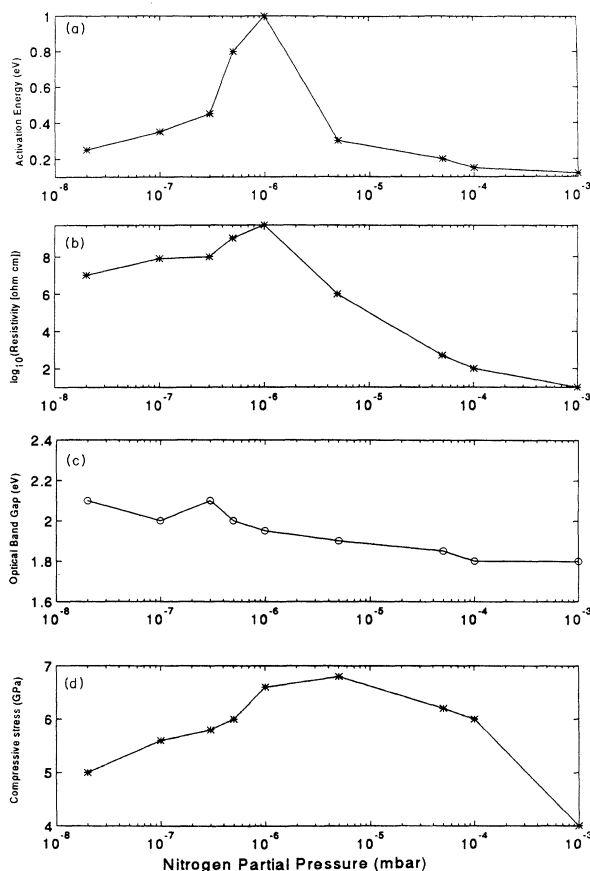 (a)
Activation Energy (eV)
1
0.8
0.6
0.4
0.2
10-8 10-7 10-6 10-5 10-4 10-3
(b)
log10(Resistivity [ohm cm])
8
6
4
2
10-8 10-7 10-6 10-5 10-4 10-3
(c)
Optical Band Gap (eV)
2.4
2.2
2
1.8
1.6
10-8 10-7 10-6 10-5 10-4 10-3
(d)
Compressive stress (GPa)
7
6
5
4
10-8 10-7 10-6 10-5 10-4 10-3
Nitrogen Partial Pressure (mbar)